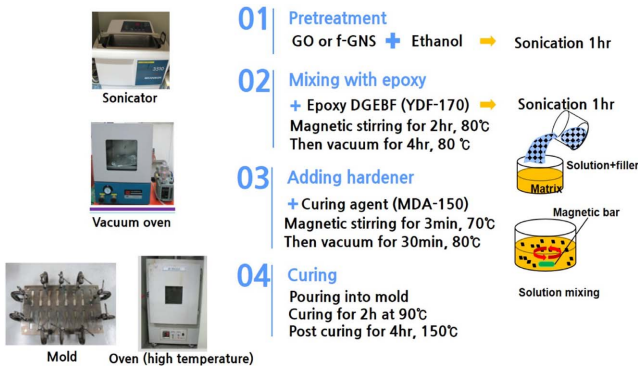 01 Pretreatment
GO or f-GNS + Ethanol ➡ Sonication 1hr
Sonicator
02 Mixing with epoxy
+ Epoxy DGEBF (YDF-170) ➡ Sonication 1hr
Magnetic stirring for 2hr, 80℃
Then vacuum for 4hr, 80 ℃
Solution+filler
Matrix
Vacuum oven
03 Adding hardener
+ Curing agent (MDA-150)
Magnetic stirring for 3min, 70℃
Then vacuum for 30min, 80℃
Magnetic bar
Solution mixing
04 Curing
Pouring into mold
Curing for 2h at 90℃
Post curing for 4hr, 150℃
Mold
Oven (high temperature)